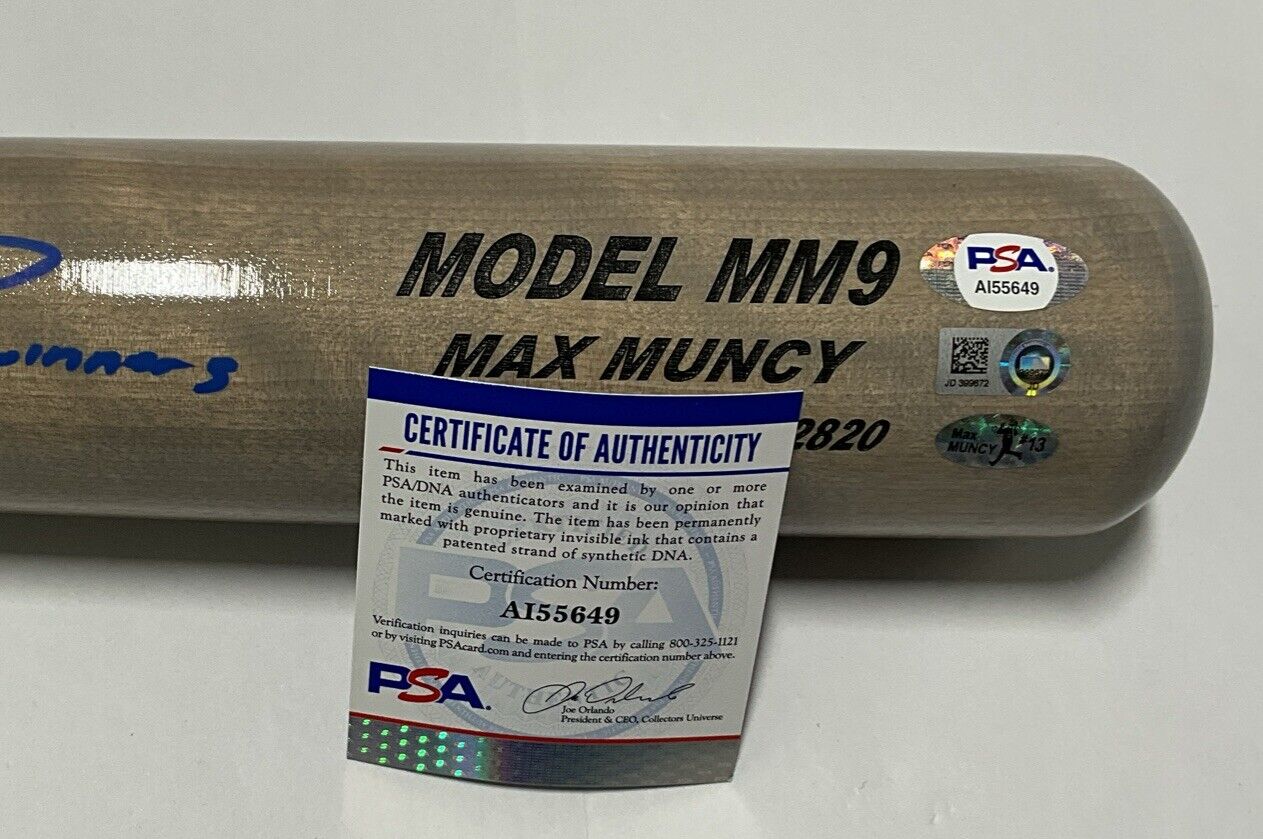 MODEL MM9
MAX MUNCY
2820
PSA
AI55649
JD 399672
Max
MUNCY #13
CERTIFICATE OF AUTHENTICITY
This item has been examined by one or more
PSA/DNA authenticators and it is our opinion that
the item is genuine. The item has been permanently
marked with proprietary invisible ink that contains a
patented strand of synthetic DNA.
Certification Number:
AI55649
Verification inquiries can be made to PSA by calling 800-325-1121
or by visiting PSAcard.com and entering the certification number above.
PSA
Joe Orlando
President & CEO, Collectors Universe